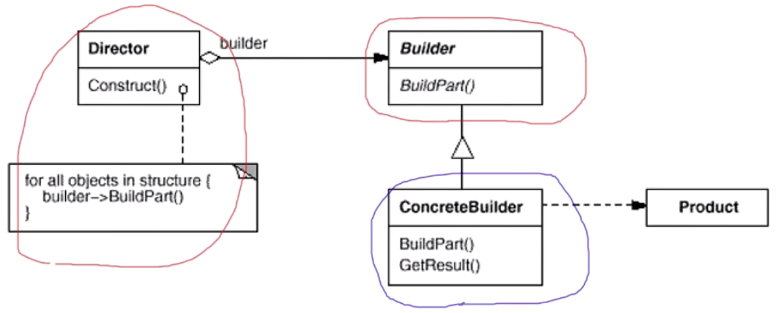 Director
builder
Builder
Construct()
BuildPart()
for all objects in structure {
builder->BuildPart()
}
ConcreteBuilder
Product
BuildPart()
GetResult()